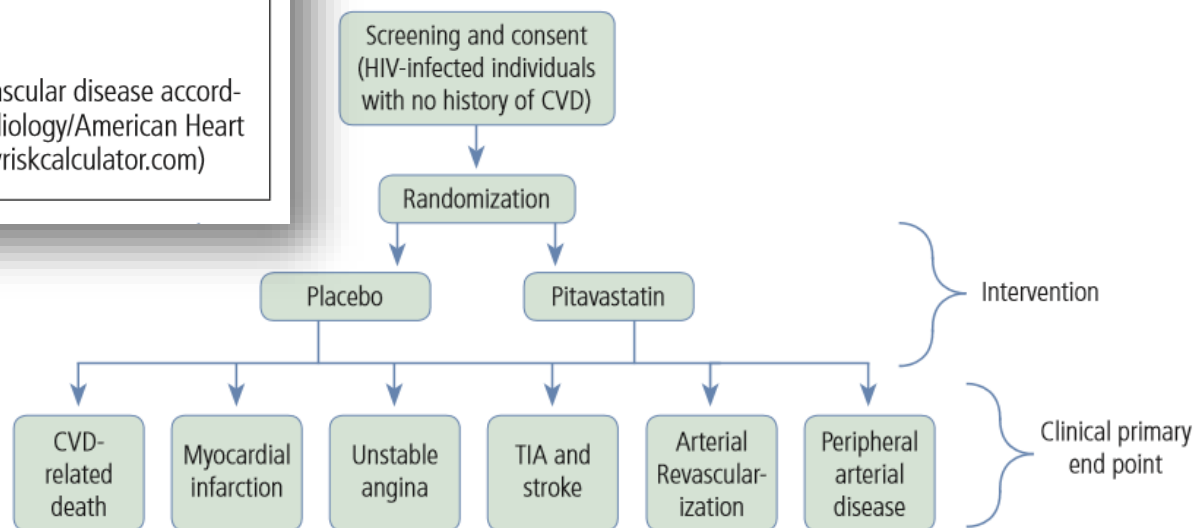 ascular disease accord-
diology/American Heart
riskcalculator.com)
Screening and consent
(HIV-infected individuals
with no history of CVD)
Randomization
Placebo
Pitavastatin
Intervention
CVD-
related
death
Myocardial
infarction
Unstable
angina
TIA and
stroke
Arterial
Revascular-
ization
Peripheral
arterial
disease
Clinical primary
end point